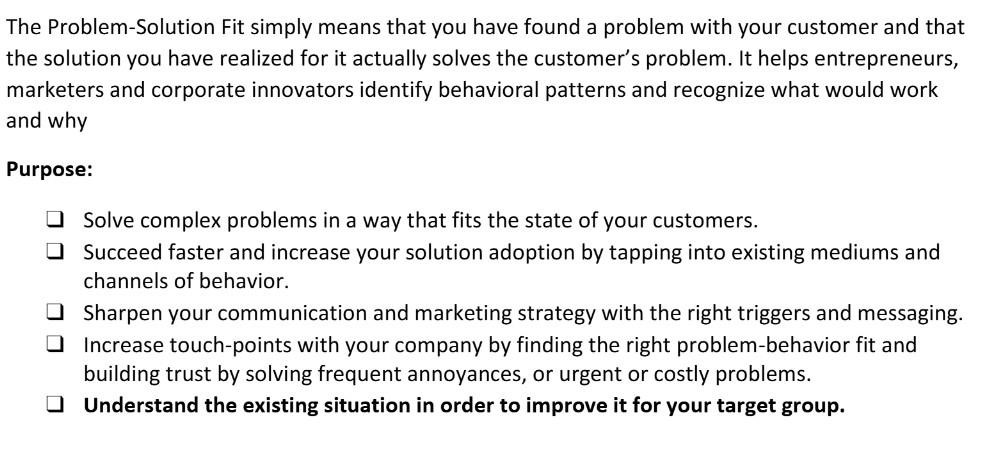 The Problem-Solution Fit simply means that you have found a problem with your customer and that
the solution you have realized for it actually solves the customer’s problem. It helps entrepreneurs,
marketers and corporate innovators identify behavioral patterns and recognize what would work
and why
Purpose:
❏ Solve complex problems in a way that fits the state of your customers.
❏ Succeed faster and increase your solution adoption by tapping into existing mediums and
channels of behavior.
❏ Sharpen your communication and marketing strategy with the right triggers and messaging.
❏ Increase touch-points with your company by finding the right problem-behavior fit and
building trust by solving frequent annoyances, or urgent or costly problems.
❏ Understand the existing situation in order to improve it for your target group.